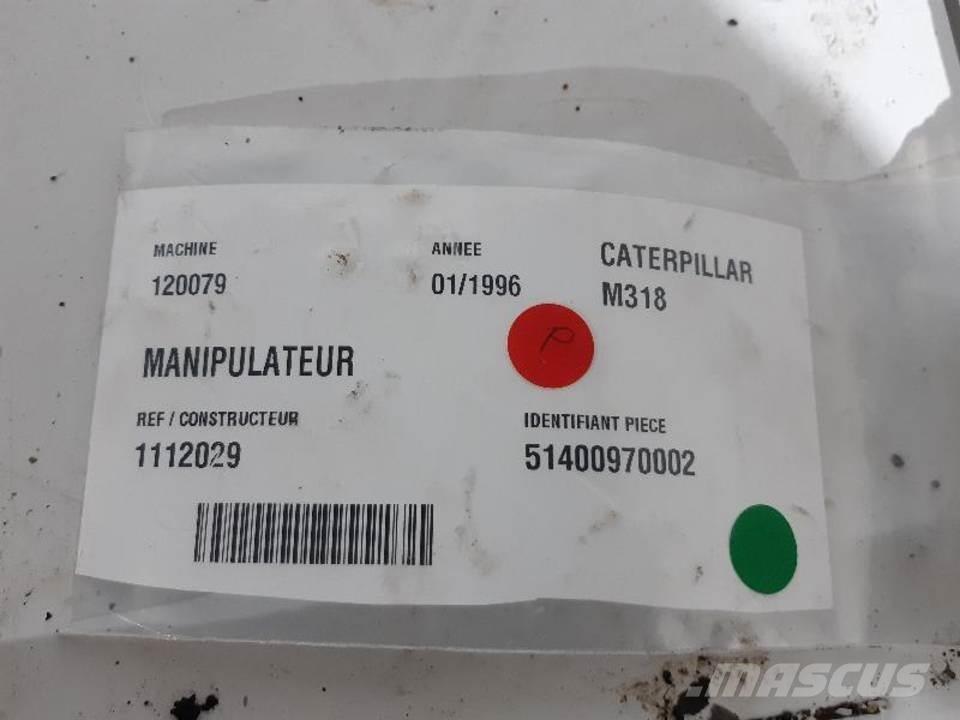 MACHINE
120079
ANNEE
01/1996
CATERPILLAR
M318
MANIPULATEUR
P
REF / CONSTRUCTEUR
1112029
IDENTIFIANT PIECE
51400970002
MASCUS